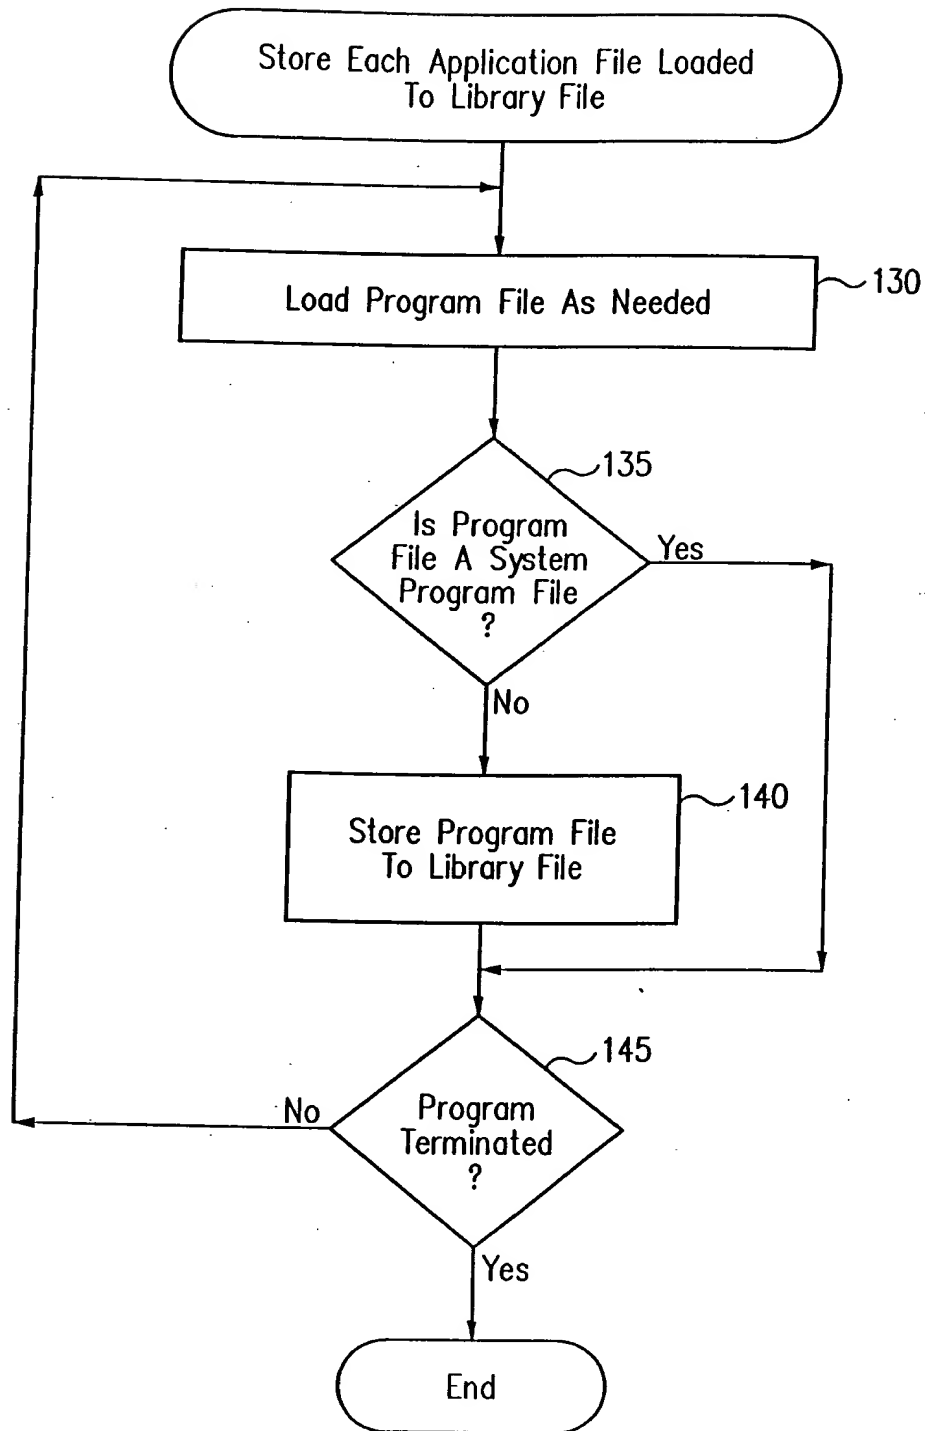 Store Each Application File Loaded
To Library File
Load Program File As Needed
130
135
Is Program
File A System
Program File
?
Yes
No
140
Store Program File
To Library File
145
No
Program
Terminated
?
Yes
End